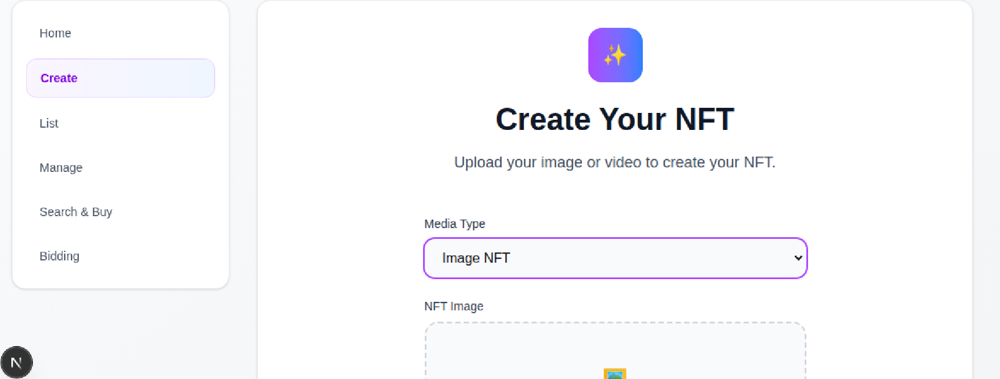 Home
Create
List
Manage
Search & Buy
Bidding
Create Your NFT
Upload your image or video to create your NFT.
Media Type
Image NFT
NFT Image
N